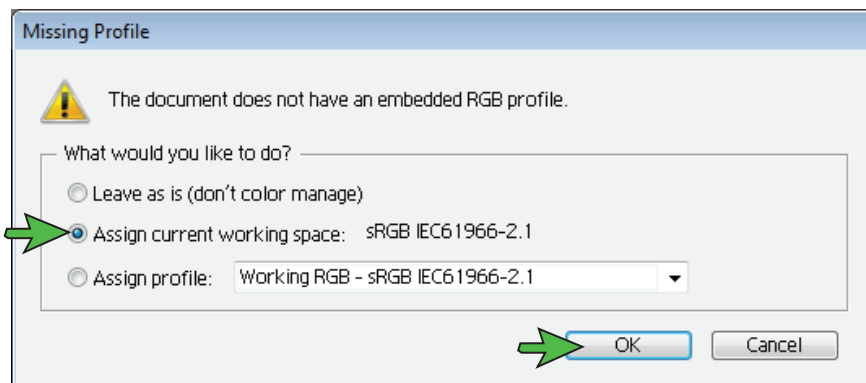 Missing Profile
The document does not have an embedded RGB profile.
What would you like to do?
Leave as is (don't color manage)
Assign current working space: sRGB IEC61966-2.1
Assign profile: Working RGB - sRGB IEC61966-2.1
OK Cancel